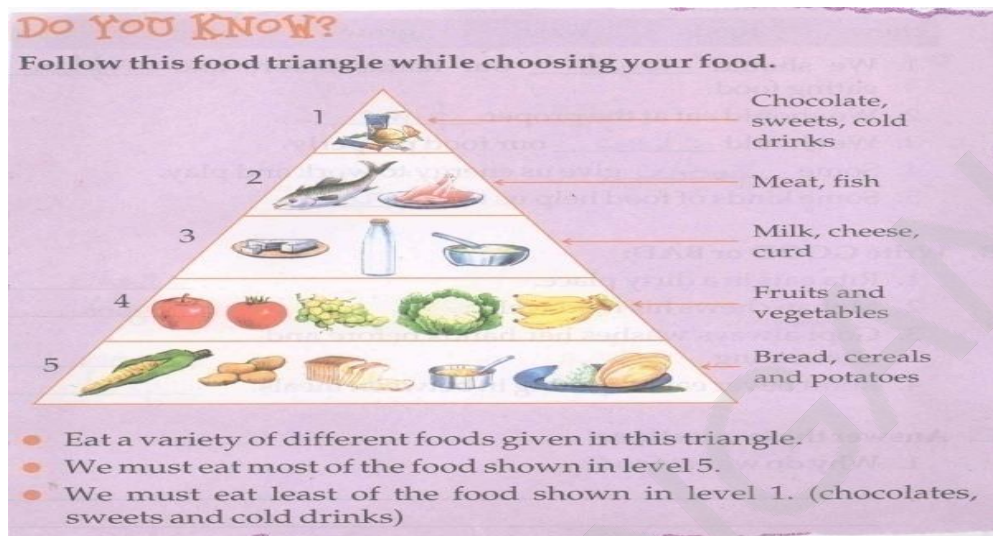 DO YOU KNOW?
Follow this food triangle while choosing your food.
1
Chocolate,
sweets, cold
drinks
2
Meat, fish
3
Milk, cheese,
curd
4
Fruits and
vegetables
5
Bread, cereals
and potatoes
Eat a variety of different foods given in this triangle.
We must eat most of the food shown in level 5.
We must eat least of the food shown in level 1. (chocolates,
sweets and cold drinks)